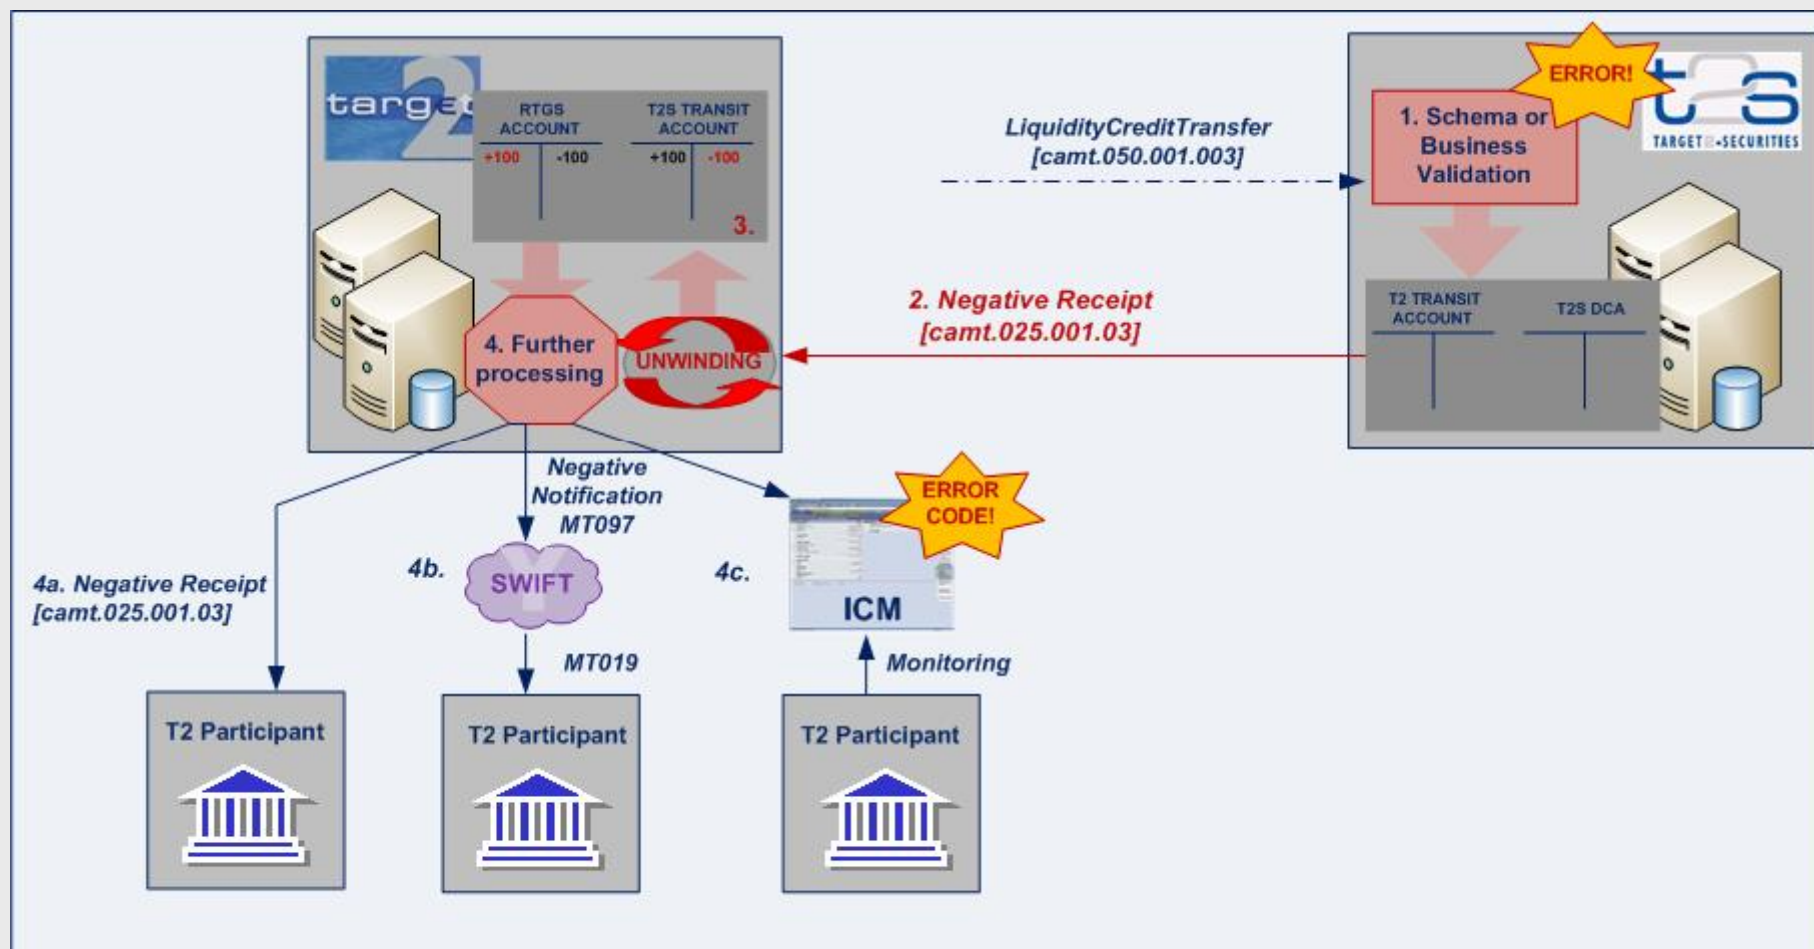 target
2
RTGS
ACCOUNT
+100
-100
T2S TRANSIT
ACCOUNT
+100
-100
3.
4. Further
processing
UNWINDING
LiquidityCreditTransfer
[camt.050.001.003]
2. Negative Receipt
[camt.025.001.03]
1. Schema or
Business
Validation
ERROR!
t2s
TARGET2-SECURITIES
T2 TRANSIT
ACCOUNT
T2S DCA
4a. Negative Receipt
[camt.025.001.03]
Negative
Notification
MT097
4b.
SWIFT
MT019
4c.
ERROR
CODE!
ICM
Monitoring
T2 Participant
T2 Participant
T2 Participant